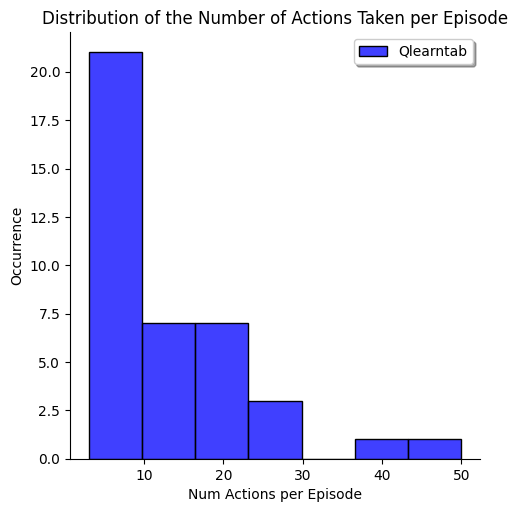 Distribution of the Number of Actions Taken per Episode
Qlearntab
20.0
17.5
15.0
12.5
10.0
7.5
5.0
2.5
0.0
Occurrence
10 20 30 40 50
Num Actions per Episode